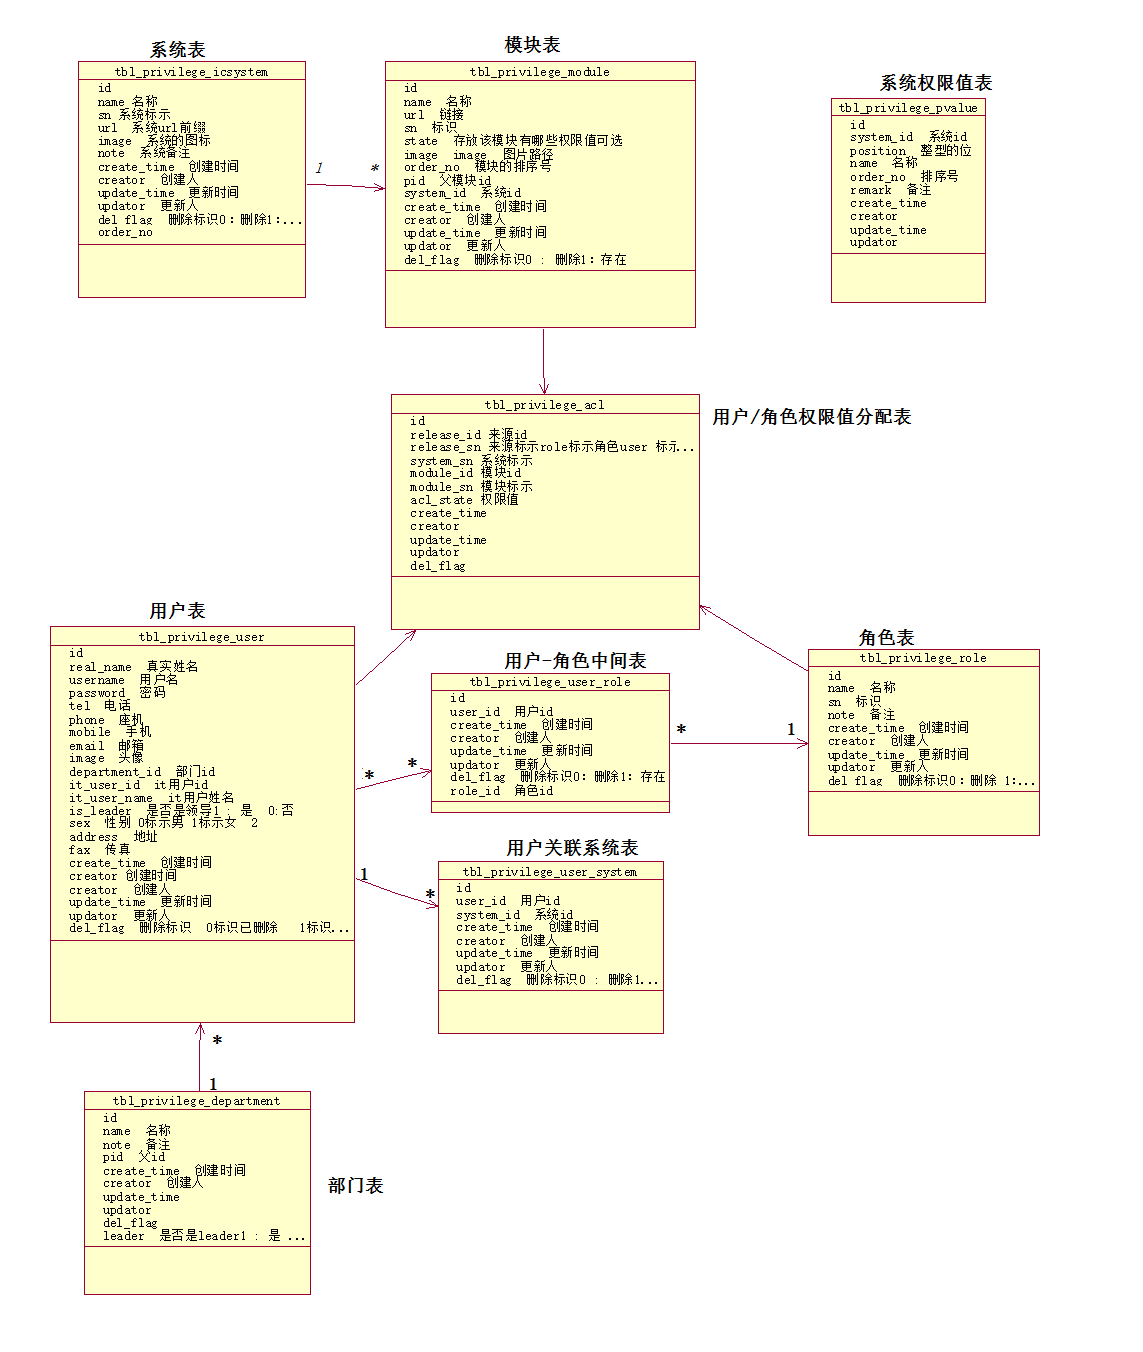 系统表
tbl_privilege_icsystem
id
name 名称
sn 系统标示
url 系统url前缀
image 系统的图标
note 系统备注
create_time 创建时间
creator 创建人
update_time 更新时间
updator 更新人
del_flag 删除标识0：删除1:...
order_no
1
*
模块表
tbl_privilege_module
id
name 名称
url 链接
sn 标识
state 存放该模块有哪些权限值可选
image image 图片路径
order_no 模块的排序号
pid 父模块id
system_id 系统id
create_time 创建时间
creator 创建人
update_time 更新时间
updator 更新人
del_flag 删除标识0 : 删除1: 存在
系统权限值表
tbl_privilege_pvalue
id
system_id 系统id
position 整型的位
name 名称
order_no 排序号
remark 备注
create_time
creator
update_time
updator
tbl_privilege_acl
id
release_id 来源id
release_sn 来源标示role标示角色user 标示...
system_sn 系统标示
module_id 模块id
module_sn 模块标示
acl_state 权限值
create_time
creator
update_time
updator
del_flag
用户/角色权限值分配表
用户表
tbl_privilege_user
id
real_name 真实姓名
username 用户名
password 密码
tel 电话
phone 座机
mobile 手机
email 邮箱
image 头像
department_id 部门id
it_user_id it用户id
it_user_name it用户姓名
is_leader 是否是领导1 : 是 0:否
sex 性别 0标示男 1标示女 2
address 地址
fax 传真
create_time 创建时间
creator 创建时间
creator 创建人
update_time 更新时间
updator 更新人
del_flag 删除标识 0标识已删除 1标识...
*
*
用户-角色中间表
tbl_privilege_user_role
id
user_id 用户id
create_time 创建时间
creator 创建人
update_time 更新时间
updator 更新人
del_flag 删除标识0: 删除1: 存在
role_id 角色id
*
1
角色表
tbl_privilege_role
id
name 名称
sn 标识
note 备注
create_time 创建时间
creator 创建人
update_time 更新时间
updator 更新人
del_flag 删除标识0：删除 1:...
1
*
用户关联系统表
tbl_privilege_user_system
id
user_id 用户id
system_id 系统id
create_time 创建时间
creator 创建人
update_time 更新时间
updator 更新人
del_flag 删除标识0 : 删除1...
*
1
tbl_privilege_department
id
name 名称
note 备注
pid 父id
create_time 创建时间
creator 创建人
update_time
updator
del_flag
leader 是否是leader1 : 是 ...
部门表